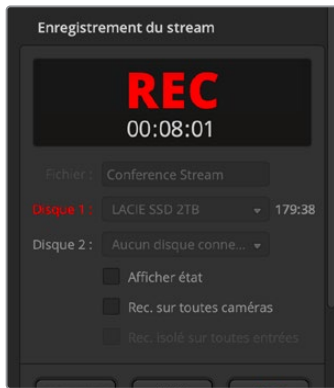 Enregistrement du stream
REC
00:08:01
Fichier : Conference Stream
Disque 1 : LACIE SSD 2TB 179:38
Disque 2 : Aucun disque conne...
Afficher état
Rec. sur toutes caméras
Rec. isolé sur toutes entrées